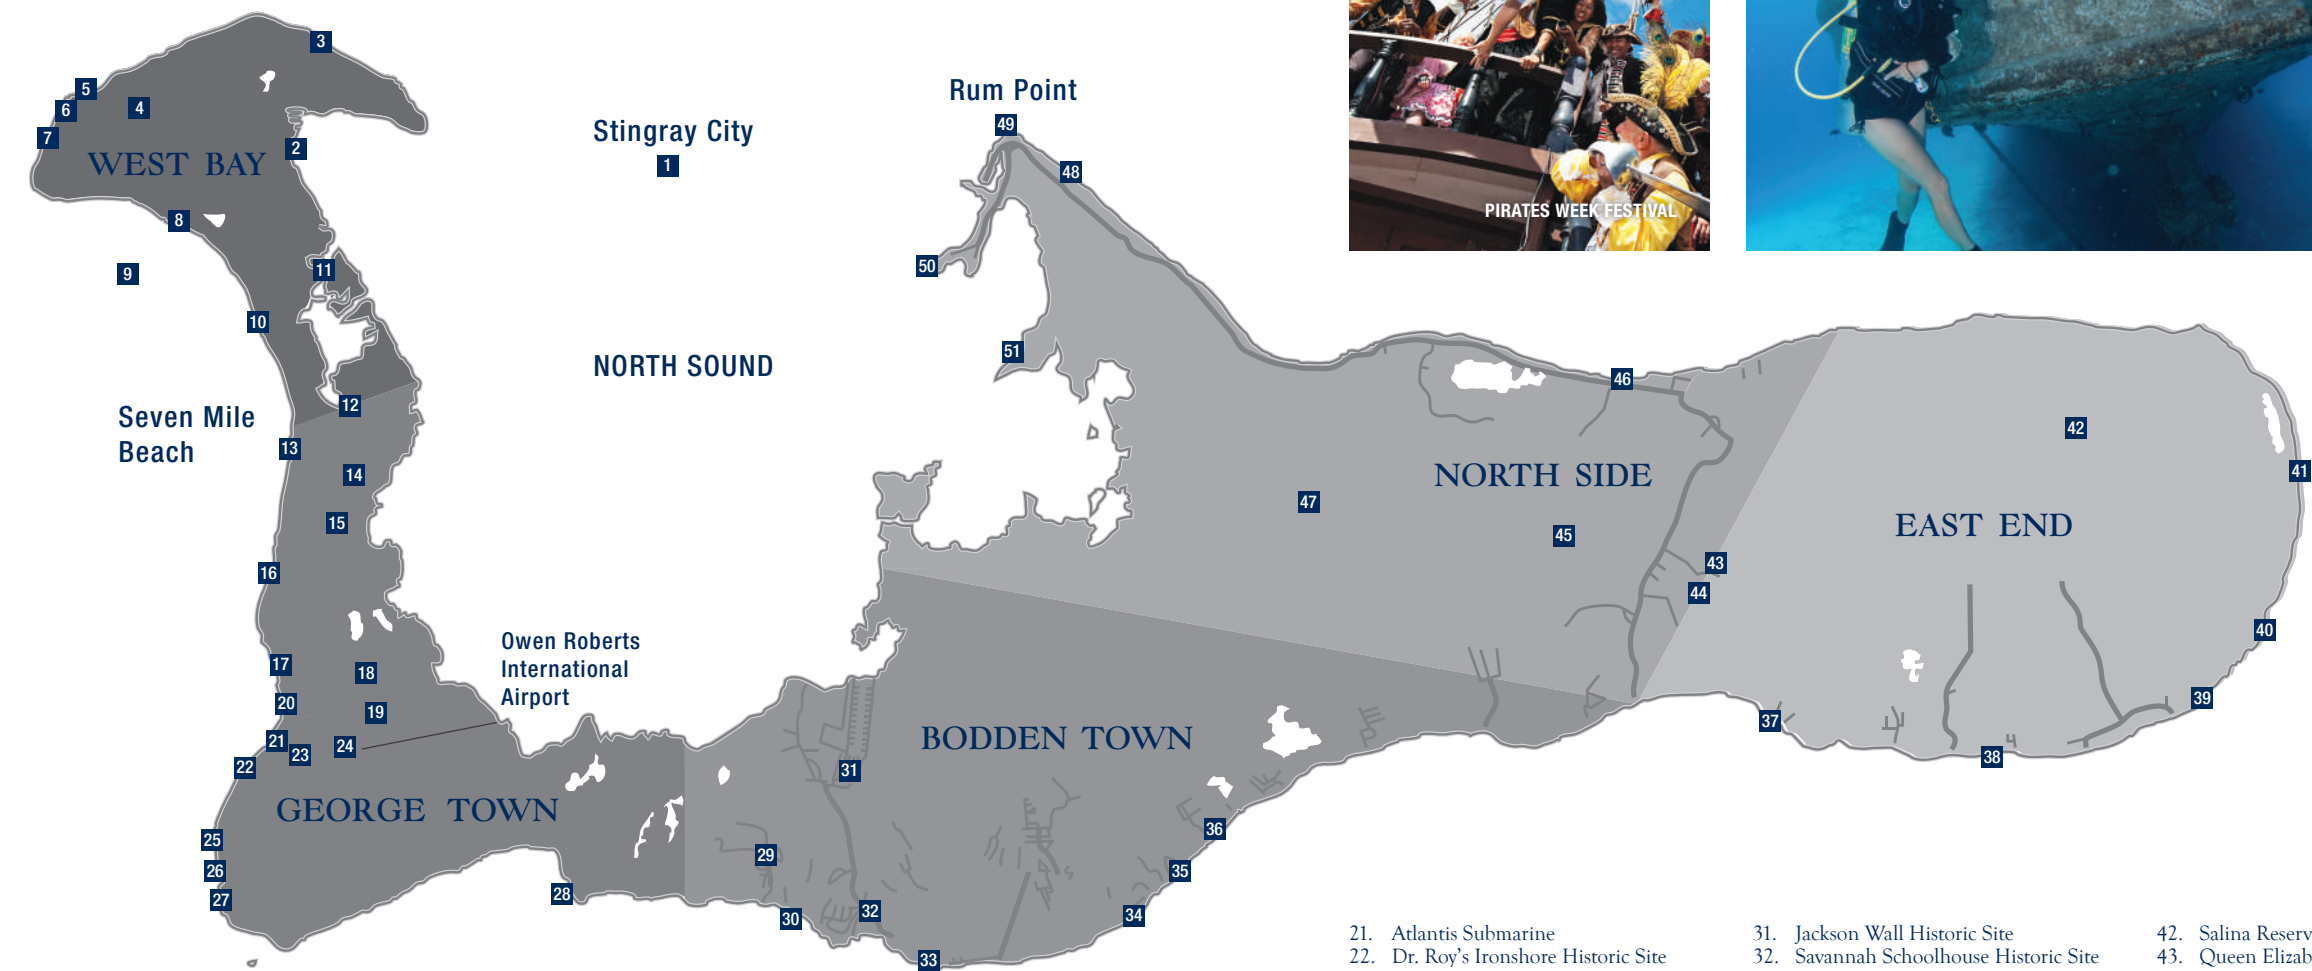 3
5
4
6
7
2
WEST BAY
8
9
11
10
Stingray City
1
Rum Point
49
48
50
51
NORTH SOUND
PIRATES WEEK FESTIVAL
12
Seven Mile
Beach
13
14
15
16
17
18
20
19
21
23
24
22
Owen Roberts
International
Airport
GEORGE TOWN
25
26
27
28
46
47
NORTH SIDE
45
43
44
42
41
EAST END
40
39
37
38
BODDEN TOWN
31
29
30
32
33
34
35
36
21. Atlantis Submarine
22. Dr. Roy's Ironshore Historic Site
31. Jackson Wall Historic Site
32. Savannah Schoolhouse Historic Site
42. Salina Reserv
43. Queen Elizab